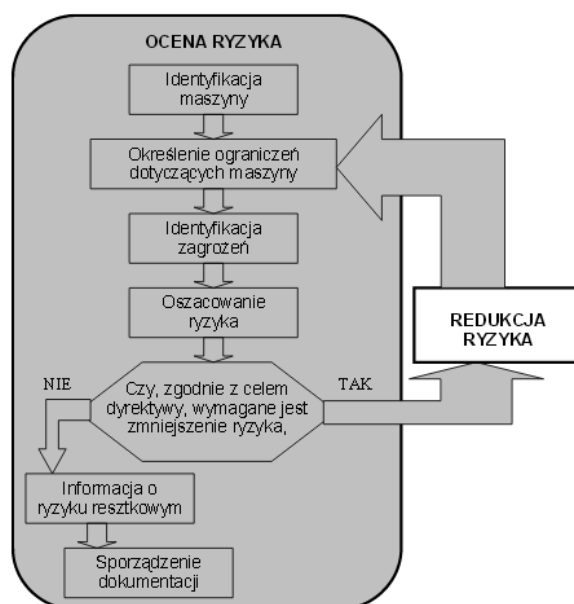 OCENA RYZYKA
Identyfikacja
maszyny
Określenie ograniczeń
dotyczących maszyny
Identyfikacja
zagrożeń
Oszacowanie
ryzyka
REDUKCJA
RYZYKA
NIE
Czy, zgodnie z celem
dyrektywy, wymagane jest
zmniejszenie ryzyka,
TAK
Informacja o
ryzyku resztkowym
Sporządzenie
dokumentacji